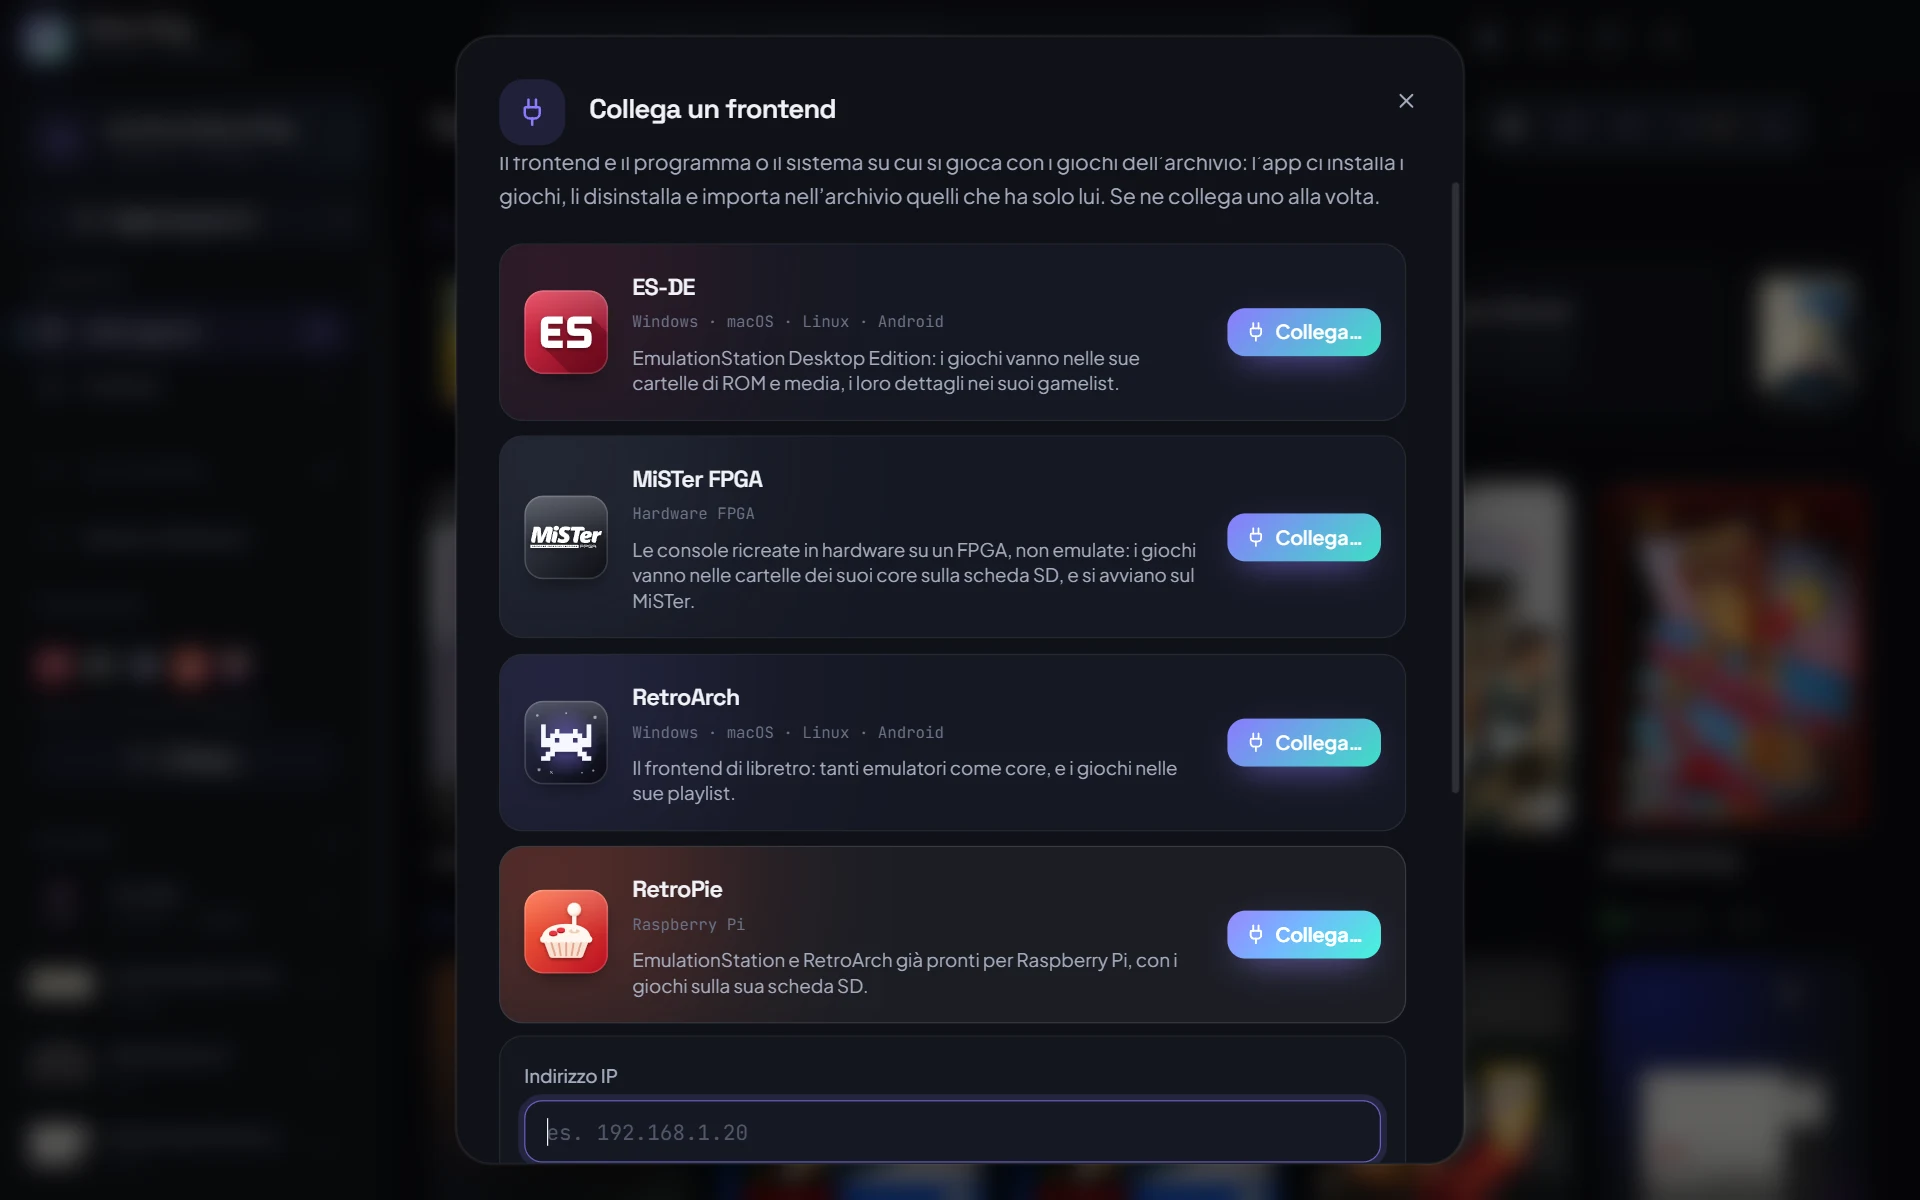 Collega un frontend
Il frontend è il programma o il sistema su cui si gioca con i giochi dell’archivio: l’app ci installa i
giochi, li disinstalla e importa nell’archivio quelli che ha solo lui. Se ne collega uno alla volta.
ES
ES-DE
Windows · macOS · Linux · Android
EmulationStation Desktop Edition: i giochi vanno nelle sue
cartelle di ROM e media, i loro dettagli nei suoi gamelist.
Collega…
MiSTer
FPGA
MiSTer FPGA
Hardware FPGA
Le console ricreate in hardware su un FPGA, non emulate: i giochi
vanno nelle cartelle dei suoi core sulla scheda SD, e si avviano sul
MiSTer.
Collega…
RetroArch
Windows · macOS · Linux · Android
Il frontend di libretro: tanti emulatori come core, e i giochi nelle
sue playlist.
Collega…
RetroPie
Raspberry Pi
EmulationStation e RetroArch già pronti per Raspberry Pi, con i
giochi sulla sua scheda SD.
Collega…
Indirizzo IP
es. 192.168.1.20